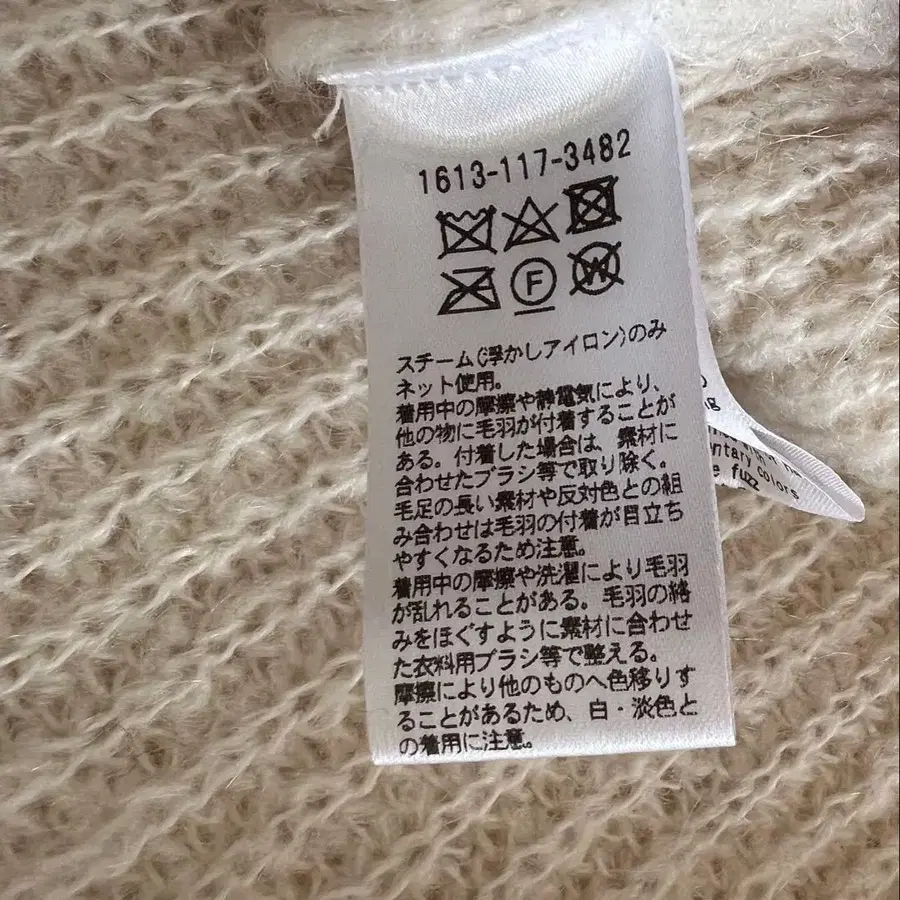 1613-117-3482
F
W
スチーム(浮かしアイロン)のみ
ネット使用。
着用中の摩擦や静電気により、
他の物に毛羽が付着することが
ある。付着した場合は、素材に
合わせたブラシ等で取り除く。
毛足の長い素材や反対色との組
み合わせは毛羽の付着が目立ち
やすくなるため注意。
着用中の摩擦や洗濯により毛羽
が乱れることがある。毛羽の絡
みをほぐすように素材に合わせ
た衣料用ブラシ等で整える。
摩擦により他のものへ色移りす
ることがあるため、白・淡色と
の着用に注意。
ng
ntary colors
e fuzz